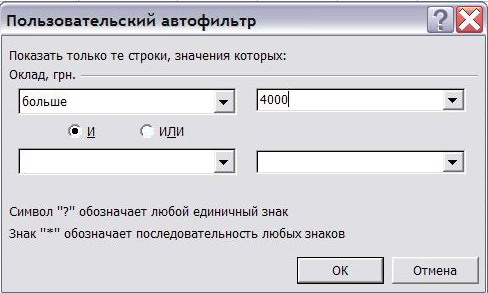 Пользовательский автофильтр
Показать только те строки, значения которых:
Оклад, грн.
больше 4000
И ИЛИ
Символ "?" обозначает любой единичный знак
Знак "*" обозначает последовательность любых знаков
ОК Отмена